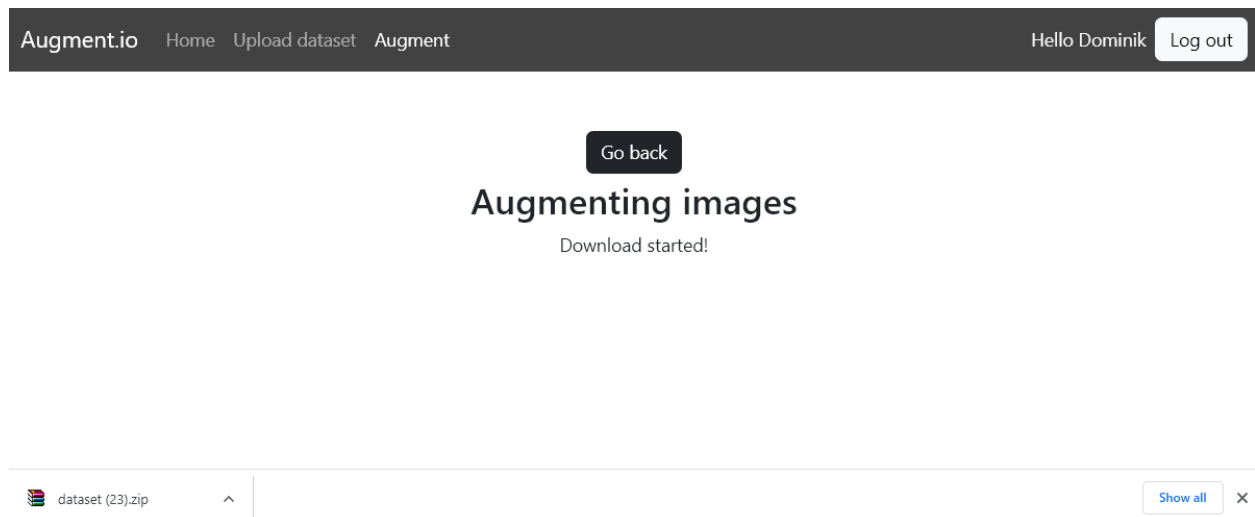 Augment.io Home Upload dataset Augment Hello Dominik Log out
Go back
Augmenting images
Download started!
dataset (23).zip Show all